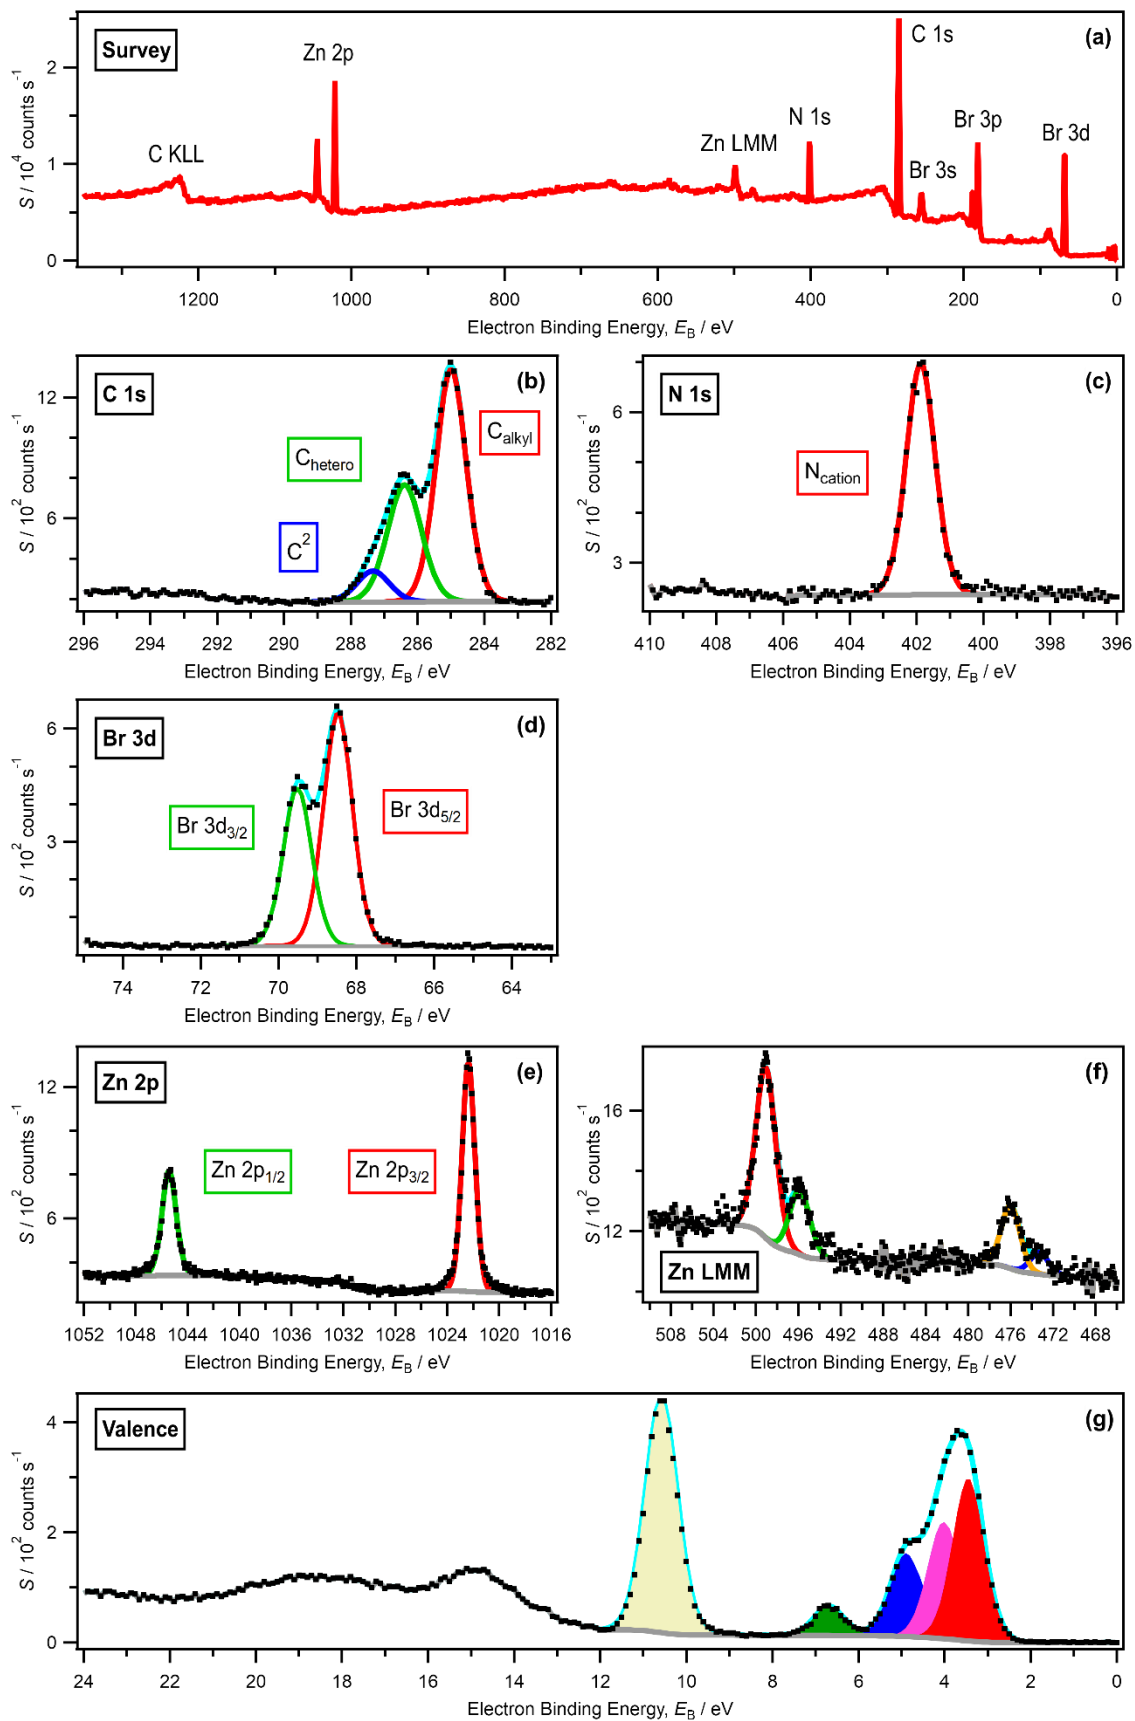 Survey
(a)
Zn 2p
C 1s
C KLL
Zn LMM
N 1s
Br 3s
Br 3p
Br 3d
S / 10⁴ counts s⁻¹
2
1
0
1200 1000 800 600 400 200 0
Electron Binding Energy, E_B / eV
C 1s
(b)
C_alkyl
C_hetero
C²
S / 10² counts s⁻¹
12
6
296 294 292 290 288 286 284 282
Electron Binding Energy, E_B / eV
N 1s
(c)
N_cation
S / 10² counts s⁻¹
6
3
410 408 406 404 402 400 398 396
Electron Binding Energy, E_B / eV
Br 3d
(d)
Br 3d_3/2
Br 3d_5/2
S / 10² counts s⁻¹
6
3
74 72 70 68 66 64
Electron Binding Energy, E_B / eV
Zn 2p
(e)
Zn 2p_1/2
Zn 2p_3/2
S / 10² counts s⁻¹
12
6
1052 1044 1040 1036 1032 1028 1024 1020 1016
Electron Binding Energy, E_B / eV
(f)
Zn LMM
S / 10² counts s⁻¹
16
12
508 504 500 496 492 488 484 480 476 472 468
Electron Binding Energy, E_B / eV
Valence
(g)
S / 10² counts s⁻¹
4
2
0
24 22 20 18 16 14 12 10 8 6 4 2 0
Electron Binding Energy, E_B / eV